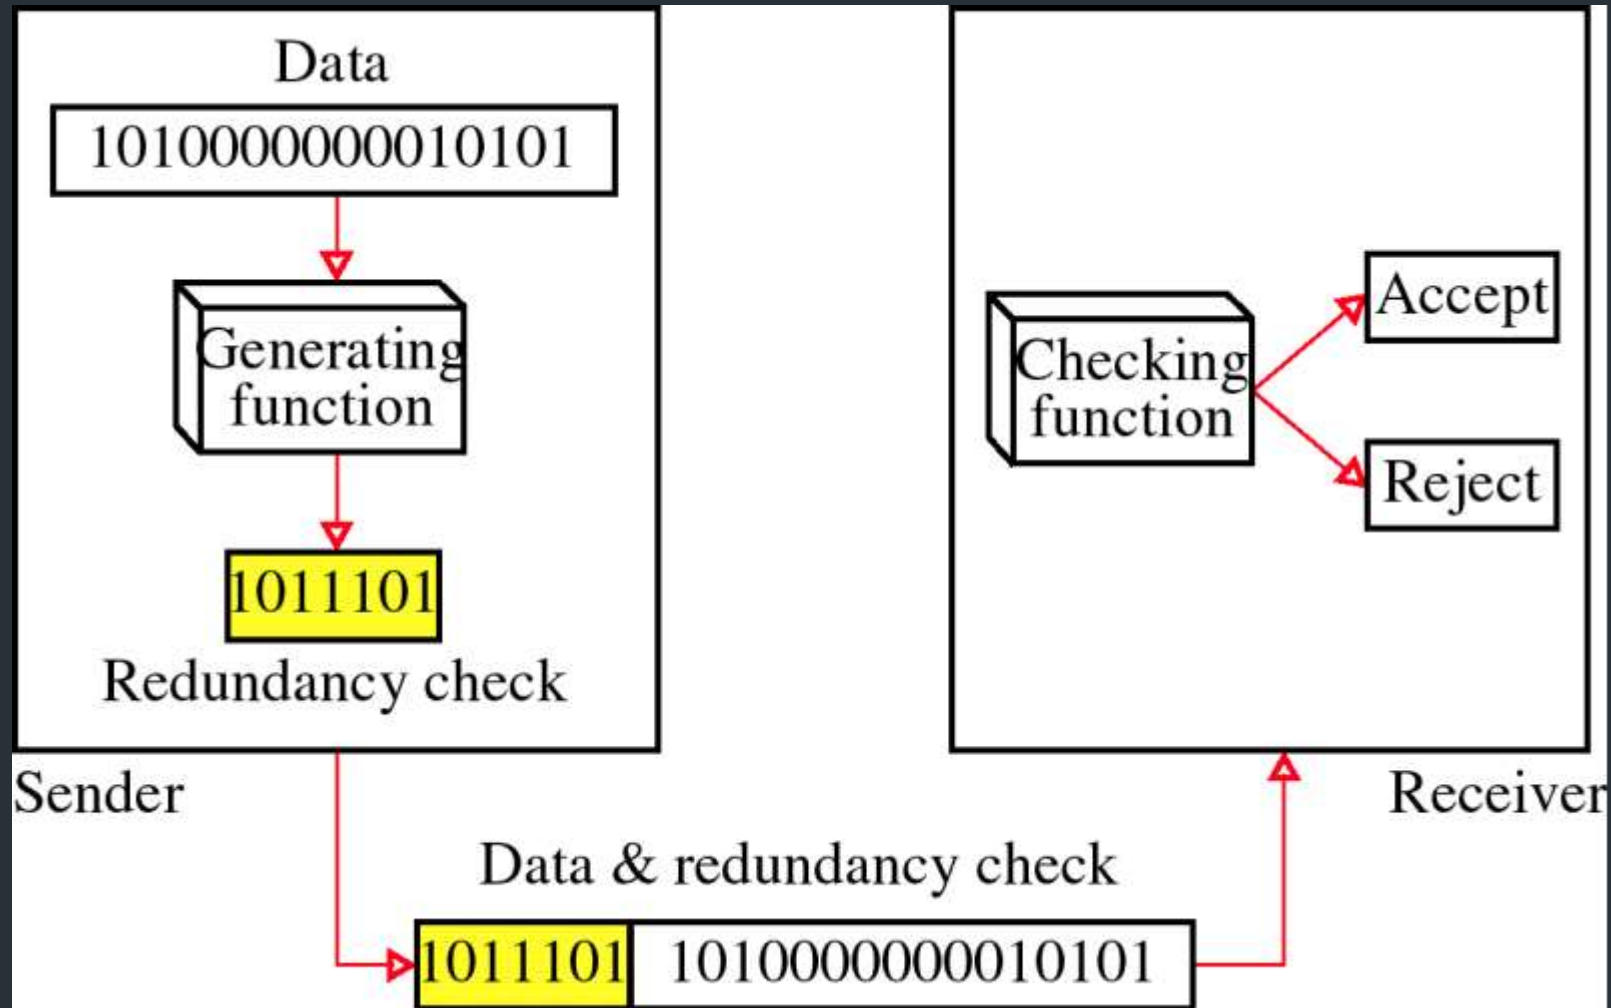 Data
1010000000010101
Generating
function
1011101
Redundancy check
Sender
Checking
function
Accept
Reject
Receiver
Data & redundancy check
1011101 1010000000010101